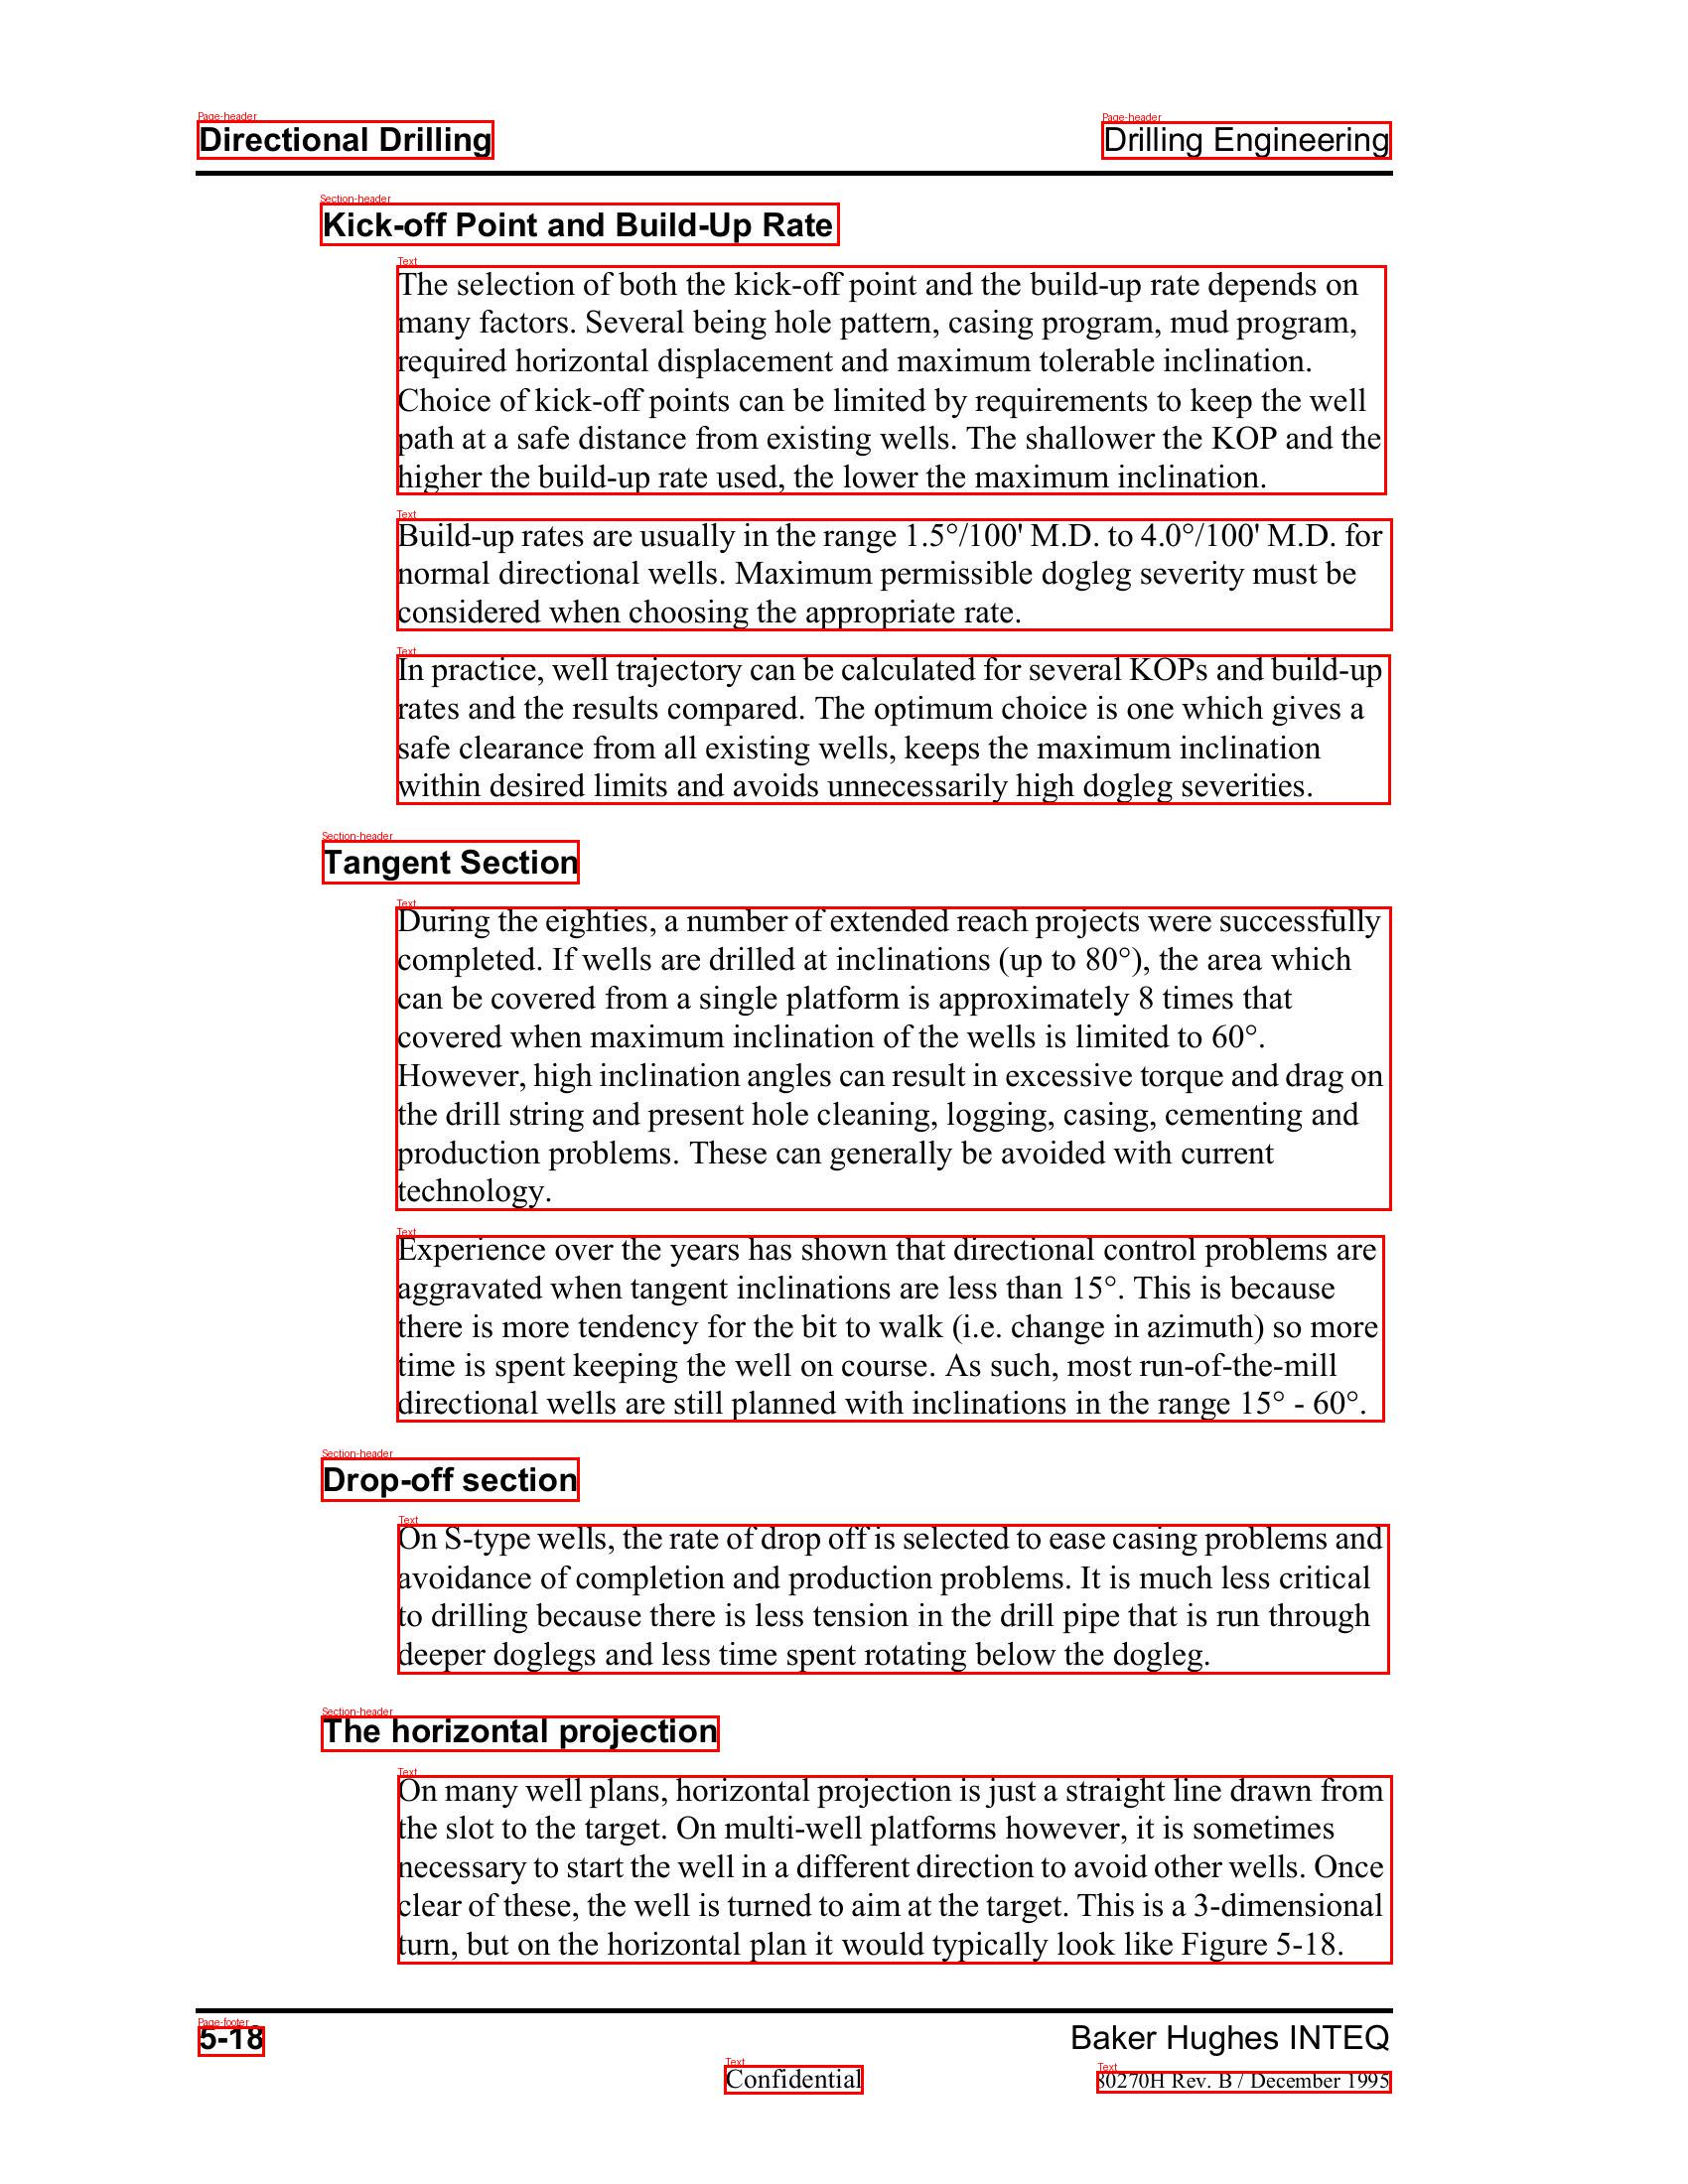 Page-header
Directional Drilling
Page-header
Drilling Engineering
Section-header
Kick-off Point and Build-Up Rate
Text
The selection of both the kick-off point and the build-up rate depends on
many factors. Several being hole pattern, casing program, mud program,
required horizontal displacement and maximum tolerable inclination.
Choice of kick-off points can be limited by requirements to keep the well
path at a safe distance from existing wells. The shallower the KOP and the
higher the build-up rate used, the lower the maximum inclination.
Text
Build-up rates are usually in the range 1.5°/100' M.D. to 4.0°/100' M.D. for
normal directional wells. Maximum permissible dogleg severity must be
considered when choosing the appropriate rate.
Text
In practice, well trajectory can be calculated for several KOPs and build-up
rates and the results compared. The optimum choice is one which gives a
safe clearance from all existing wells, keeps the maximum inclination
within desired limits and avoids unnecessarily high dogleg severities.
Section-header
Tangent Section
Text
During the eighties, a number of extended reach projects were successfully
completed. If wells are drilled at inclinations (up to 80°), the area which
can be covered from a single platform is approximately 8 times that
covered when maximum inclination of the wells is limited to 60°.
However, high inclination angles can result in excessive torque and drag on
the drill string and present hole cleaning, logging, casing, cementing and
production problems. These can generally be avoided with current
technology.
Text
Experience over the years has shown that directional control problems are
aggravated when tangent inclinations are less than 15°. This is because
there is more tendency for the bit to walk (i.e. change in azimuth) so more
time is spent keeping the well on course. As such, most run-of-the-mill
directional wells are still planned with inclinations in the range 15° - 60°.
Section-header
Drop-off section
Text
On S-type wells, the rate of drop off is selected to ease casing problems and
avoidance of completion and production problems. It is much less critical
to drilling because there is less tension in the drill pipe that is run through
deeper doglegs and less time spent rotating below the dogleg.
Section-header
The horizontal projection
Text
On many well plans, horizontal projection is just a straight line drawn from
the slot to the target. On multi-well platforms however, it is sometimes
necessary to start the well in a different direction to avoid other wells. Once
clear of these, the well is turned to aim at the target. This is a 3-dimensional
turn, but on the horizontal plan it would typically look like Figure 5-18.
Page-footer
5-18
Baker Hughes INTEQ
Text
Confidential
Text
80270H Rev. B / December 1995